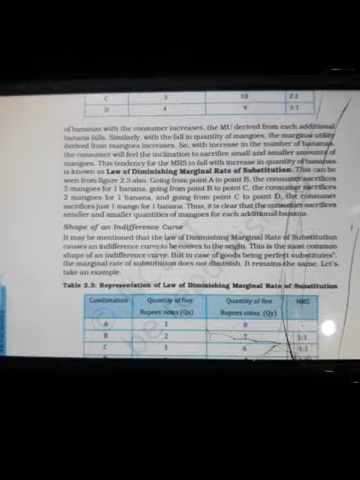 C 3 10 2:1
D 4 9 1:1
of bananas with the consumer increases, the MU derived from each additional
banana falls. Similarly, with the fall in quantity of mangoes, the marginal utility
derived from mangoes increases. So, with increase in the number of bananas,
the consumer will feel the inclination to sacrifice small and smaller amounts of
mangoes. This tendency for the MRS to fall with increase in quantity of bananas
is known as Law of Diminishing Marginal Rate of Substitution. This can be
seen from figure 2.3 also. Going from point A to point B, the consumer sacrifices
3 mangoes for 1 banana, going from point B to point C, the consumer sacrifices
2 mangoes for 1 banana, and going from point C to point D, the consumer
sacrifices just 1 mango for 1 banana. Thus, it is clear that the consumer sacrifices
smaller and smaller quantities of mangoes for each additional banana.
Shape of an Indifference Curve
It may be mentioned that the law of Diminishing Marginal Rate of Substitution
causes an indifference curve to be convex to the origin. This is the most common
shape of an indifference curve. But in case of goods being perfect substitutes,
the marginal rate of substitution does not diminish. It remains the same. Let's
take an example.
Table 2.3: Representation of Law of Diminishing Marginal Rate of Substitution
Combination Quantity of five Quantity of five MRS
Rupees notes (Qx) Rupees coins (Qy)
A 1 8 -
B 2 7 1:1
C 3 6 1:1